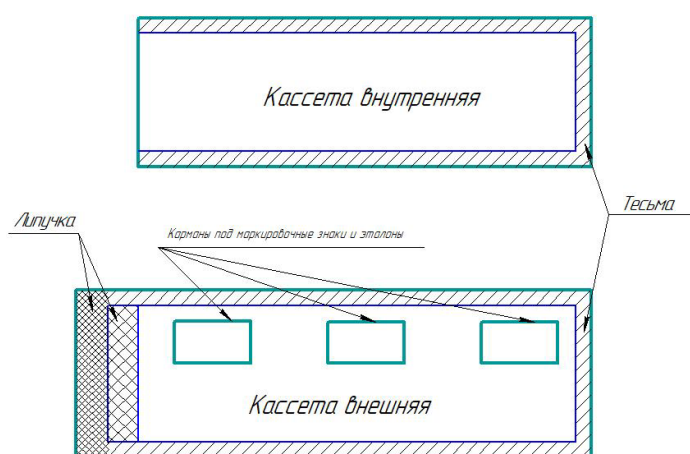 Кассета внутренняя
Липучка
Карманы под маркировочные знаки и эталоны
Тесьма
Кассета внешняя